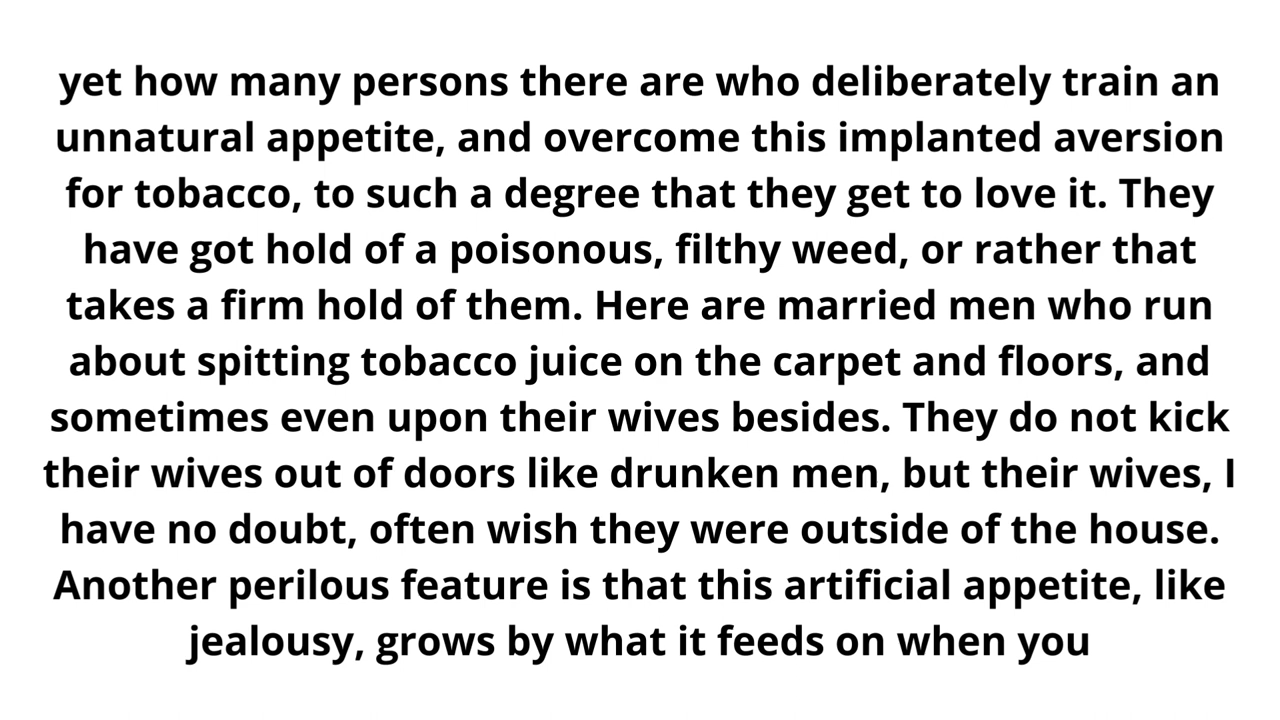 yet how many persons there are who deliberately train an
unnatural appetite, and overcome this implanted aversion
for tobacco, to such a degree that they get to love it. They
have got hold of a poisonous, filthy weed, or rather that
takes a firm hold of them. Here are married men who run
about spitting tobacco juice on the carpet and floors, and
sometimes even upon their wives besides. They do not kick
their wives out of doors like drunken men, but their wives, I
have no doubt, often wish they were outside of the house.
Another perilous feature is that this artificial appetite, like
jealousy, grows by what it feeds on when you